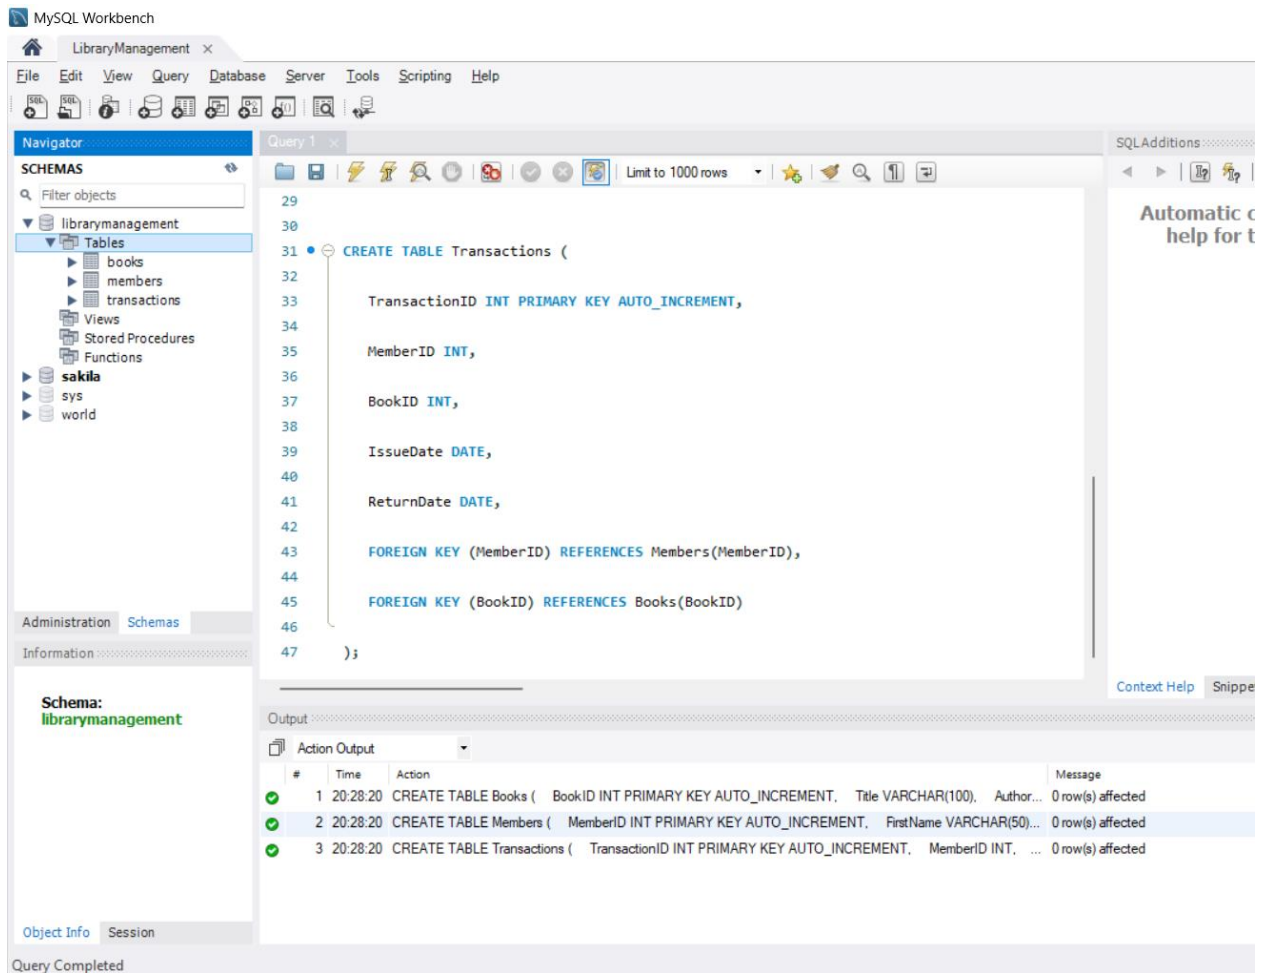 MySQL Workbench
LibraryManagement ×
File Edit View Query Database Server Tools Scripting Help
Navigator
SCHEMAS
Filter objects
librarymanagement
Tables
books
members
transactions
Views
Stored Procedures
Functions
sakila
sys
world
Administration Schemas
Information
Schema:
librarymanagement
Object Info Session
Query Completed
Query 1 ×
Limit to 1000 rows
29
30
31 CREATE TABLE Transactions (
32
33 TransactionID INT PRIMARY KEY AUTO_INCREMENT,
34
35 MemberID INT,
36
37 BookID INT,
38
39 IssueDate DATE,
40
41 ReturnDate DATE,
42
43 FOREIGN KEY (MemberID) REFERENCES Members(MemberID),
44
45 FOREIGN KEY (BookID) REFERENCES Books(BookID)
46
47 );
SQLAdditions
Automatic c
help for t
Context Help Snippe
Output
Action Output
# Time Action Message
1 20:28:20 CREATE TABLE Books ( BookID INT PRIMARY KEY AUTO_INCREMENT, Title VARCHAR(100), Author... 0 row(s) affected
2 20:28:20 CREATE TABLE Members ( MemberID INT PRIMARY KEY AUTO_INCREMENT, FirstName VARCHAR(50)... 0 row(s) affected
3 20:28:20 CREATE TABLE Transactions ( TransactionID INT PRIMARY KEY AUTO_INCREMENT, MemberID INT, ... 0 row(s) affected